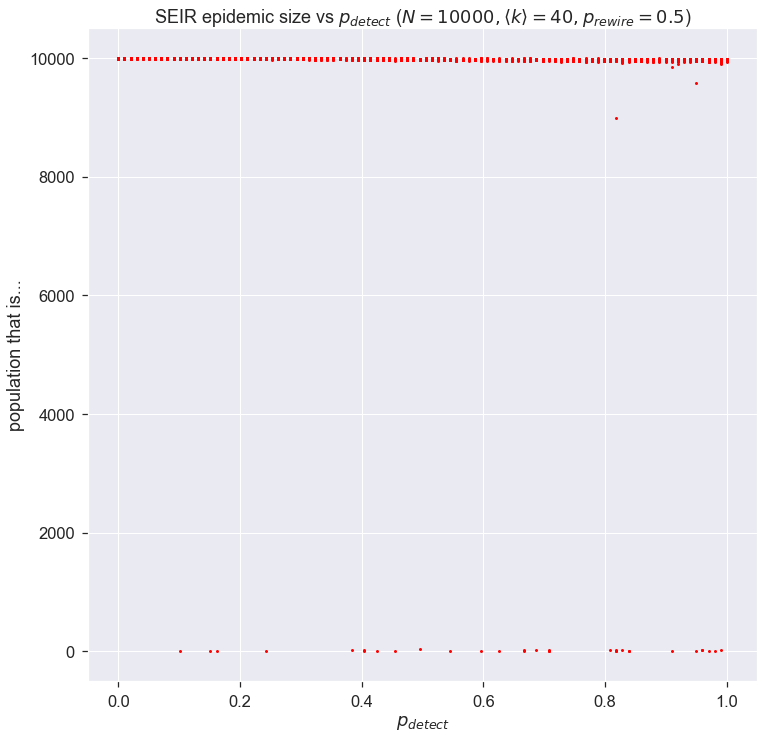 SEIR epidemic size vs p_detect (N = 10000, ⟨k⟩ = 40, p_rewire = 0.5)
population that is...
10000
8000
6000
4000
2000
0
0.0 0.2 0.4 0.6 0.8 1.0
p_detect